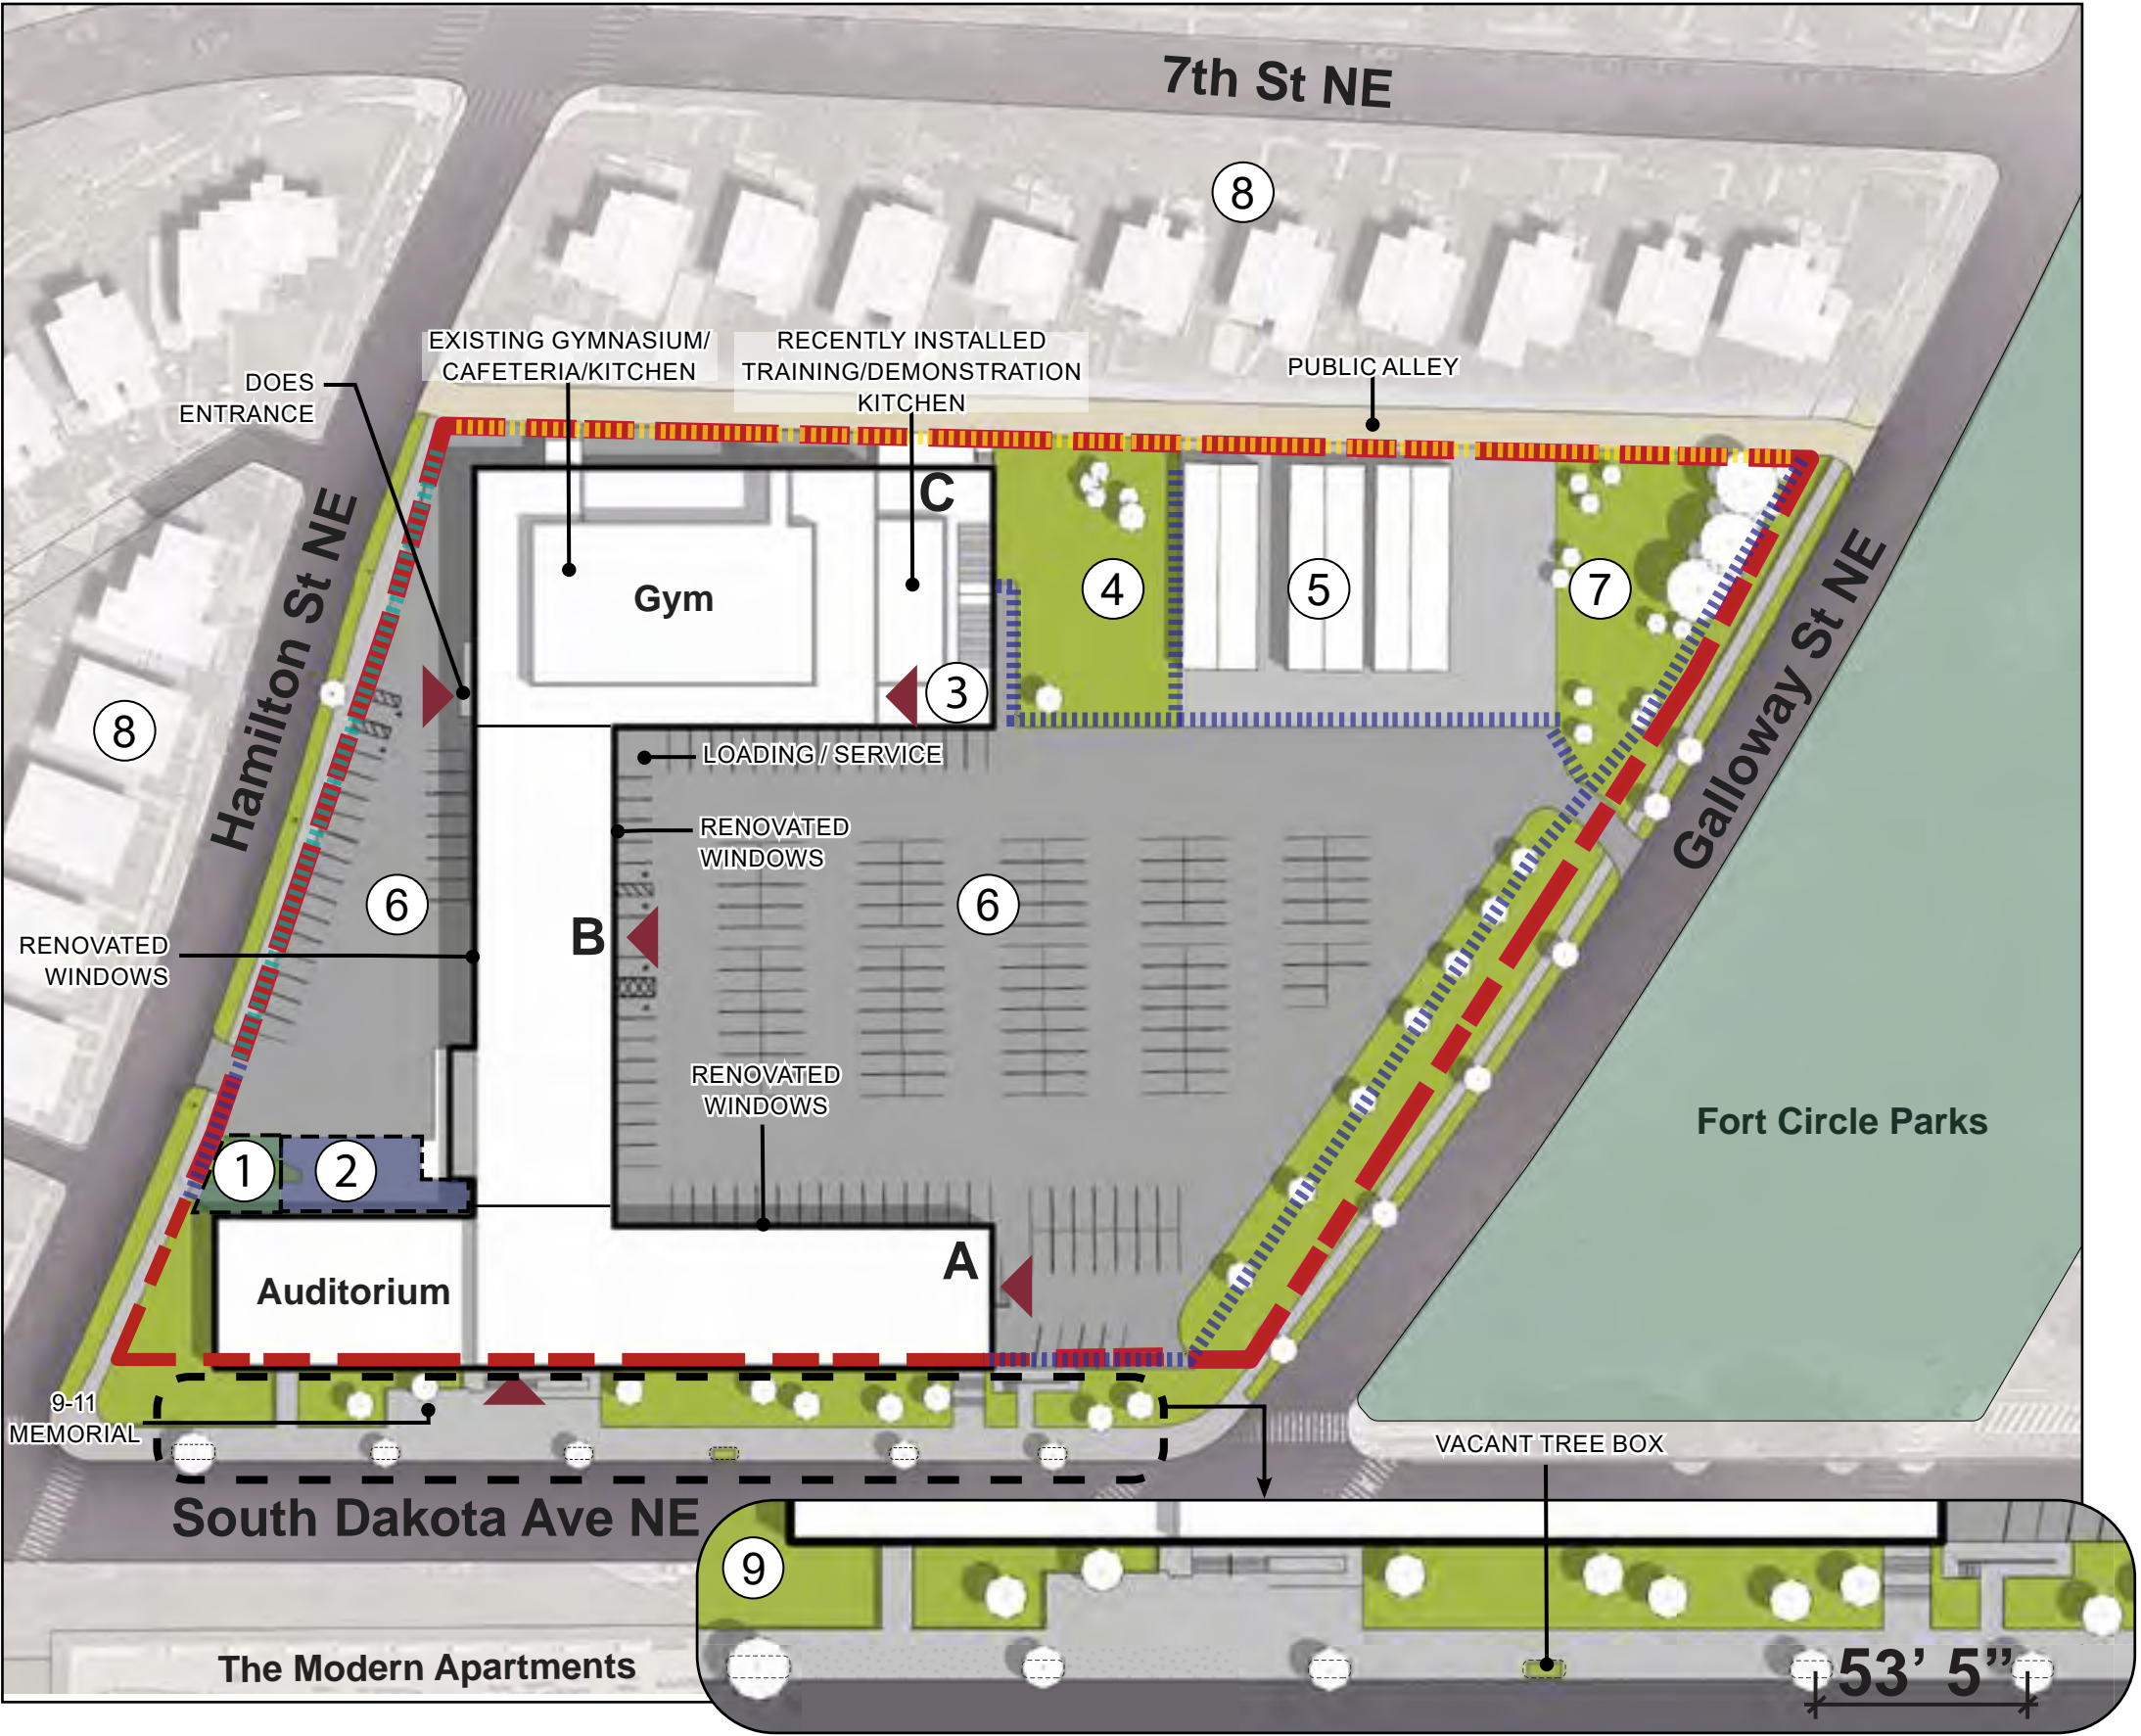 7th St NE
8
EXISTING GYMNASIUM/
CAFETERIA/KITCHEN
RECENTLY INSTALLED
TRAINING/DEMONSTRATION
KITCHEN
PUBLIC ALLEY
DOES
ENTRANCE
C
Gym
4
5
7
3
Hamilton St NE
8
Galloway St NE
LOADING / SERVICE
RENOVATED
WINDOWS
6
6
B
RENOVATED
WINDOWS
RENOVATED
WINDOWS
Fort Circle Parks
1
2
A
Auditorium
9-11
MEMORIAL
VACANT TREE BOX
South Dakota Ave NE
9
The Modern Apartments
53’ 5”